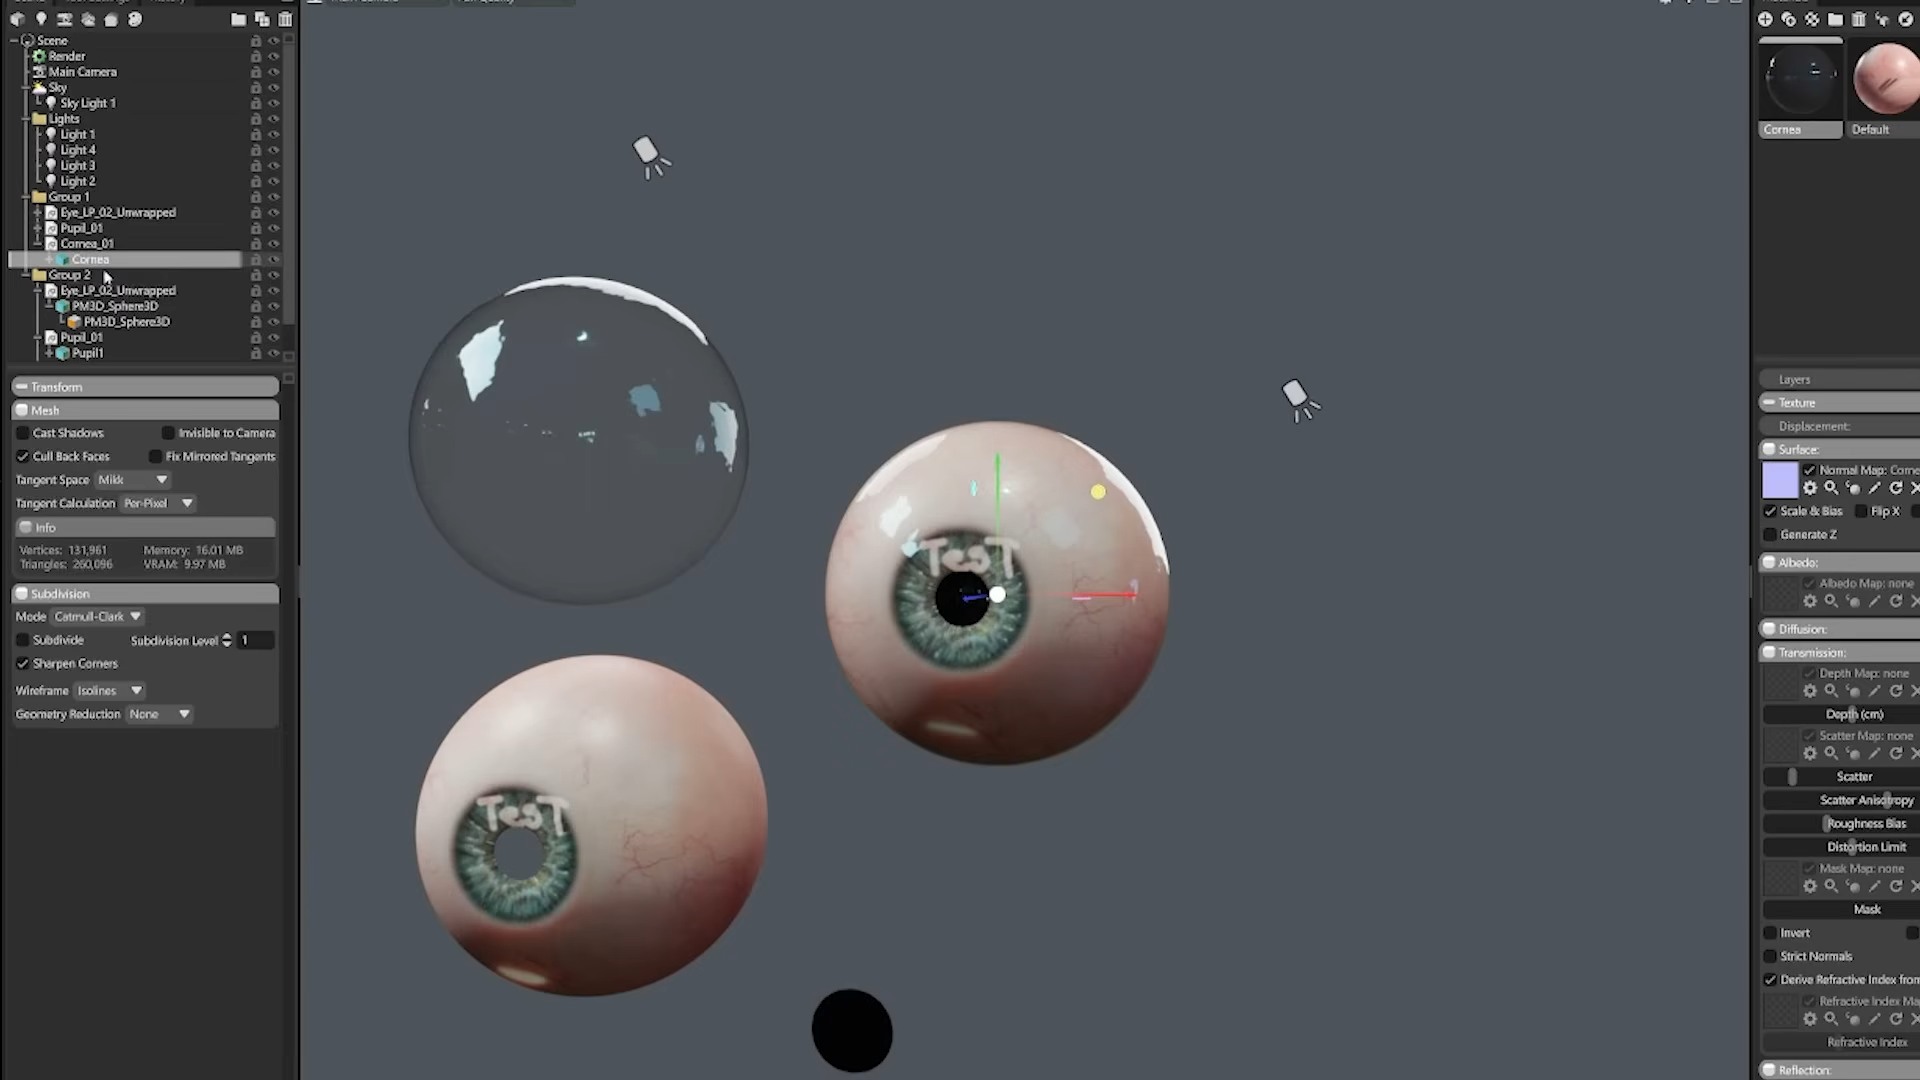 Scene
Render
Main Camera
Sky
Sky Light 1
Lights
Light 1
Light 4
Light 3
Light 2
Group 1
Eye_LP_02_Unwrapped
Pupil_01
Cornea_01
Cornea
Group 2
Eye_LP_02_Unwrapped
PM3D_Sphere3D
PM3D_Sphere3D
Pupil_01
Pupil1
Transform
Mesh
Cast Shadows Invisible to Camera
Cull Back Faces Fix Mirrored Tangents
Tangent Space Mikk
Tangent Calculation Per-Pixel
Info
Vertices: 131,961 Memory: 16.01 MB
Triangles: 260,096 VRAM: 9.97 MB
Subdivision
Mode Catmull-Clark
Subdivide Subdivision Level 1
Sharpen Corners
Wireframe Isolines
Geometry Reduction None
TesT
TesT
Cornea Default
Layers
Texture
Displacement:
Surface:
Normal Map: Corne
Scale & Bias Flip X
Generate Z
Albedo:
Albedo Map: none
Diffusion:
Transmission:
Depth Map: none
Depth (cm)
Scatter Map: none
Scatter
Scatter Anisotropy
Roughness Bias
Distortion Limit
Mask Map: none
Mask
Invert
Strict Normals
Derive Refractive Index from
Refractive Index Ma
Refractive Index
Reflection: